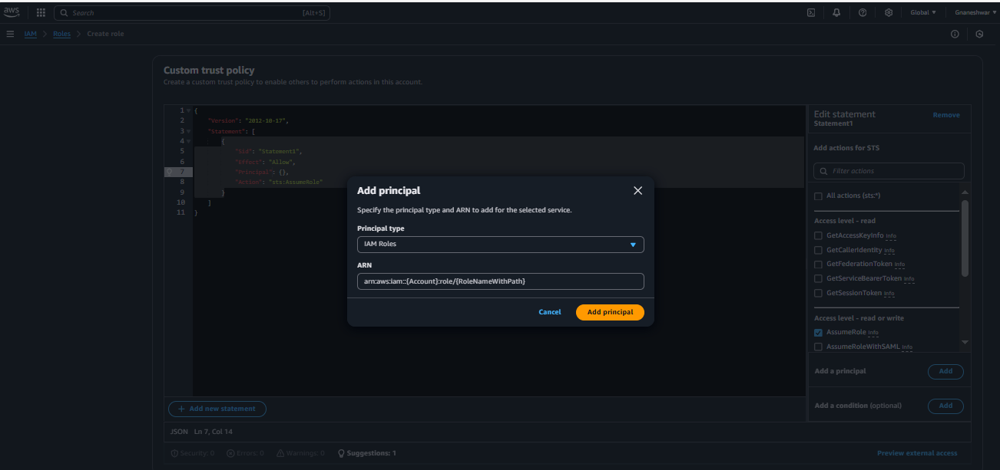 aws
Search
[Alt+S]
Global
Gnaneshwar
IAM > Roles > Create role
Custom trust policy
Create a custom trust policy to enable others to perform actions in this account.
1 {
2 "Version": "2012-10-17",
3 "Statement": [
4 {
5 "Sid": "Statement1",
6 "Effect": "Allow",
7 "Principal": {},
8 "Action": "sts:AssumeRole"
9 }
10 ]
11 }
Add principal
Specify the principal type and ARN to add for the selected service.
Principal type
IAM Roles
ARN
arn:aws:iam::{Account}:role/{RoleNameWithPath}
Cancel
Add principal
Edit statement
Remove
Statement1
Add actions for STS
Filter actions
All actions (sts:*)
Access level - read
GetAccessKeyInfo Info
GetCallerIdentity Info
GetFederationToken Info
GetServiceBearerToken Info
GetSessionToken Info
Access level - read or write
AssumeRole Info
AssumeRoleWithSAML Info
Add a principal
Add
Add a condition (optional)
Add
+ Add new statement
JSON Ln 7, Col 14
Security: 0
Errors: 0
Warnings: 0
Suggestions: 1
Preview external access